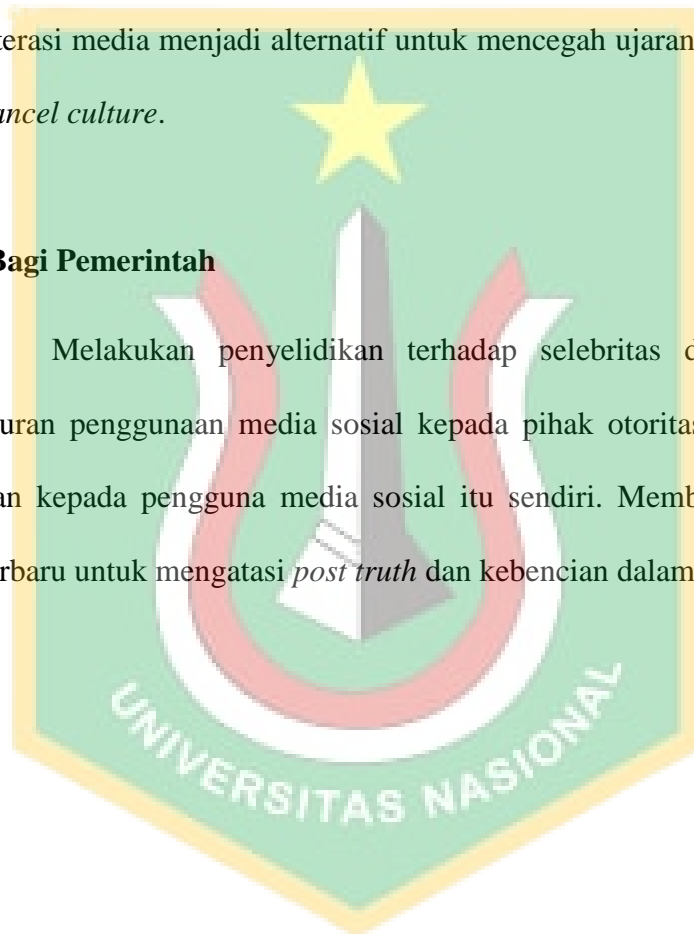 terasi media menjadi alternatif untuk mencegah ujaran
ancel culture.
Bagi Pemerintah
Melakukan penyelidikan terhadap selebritas d
uran penggunaan media sosial kepada pihak otoritas
an kepada pengguna media sosial itu sendiri. Memb
rbaru untuk mengatasi post truth dan kebencian dalam
UNIVERSITAS NASIONAL